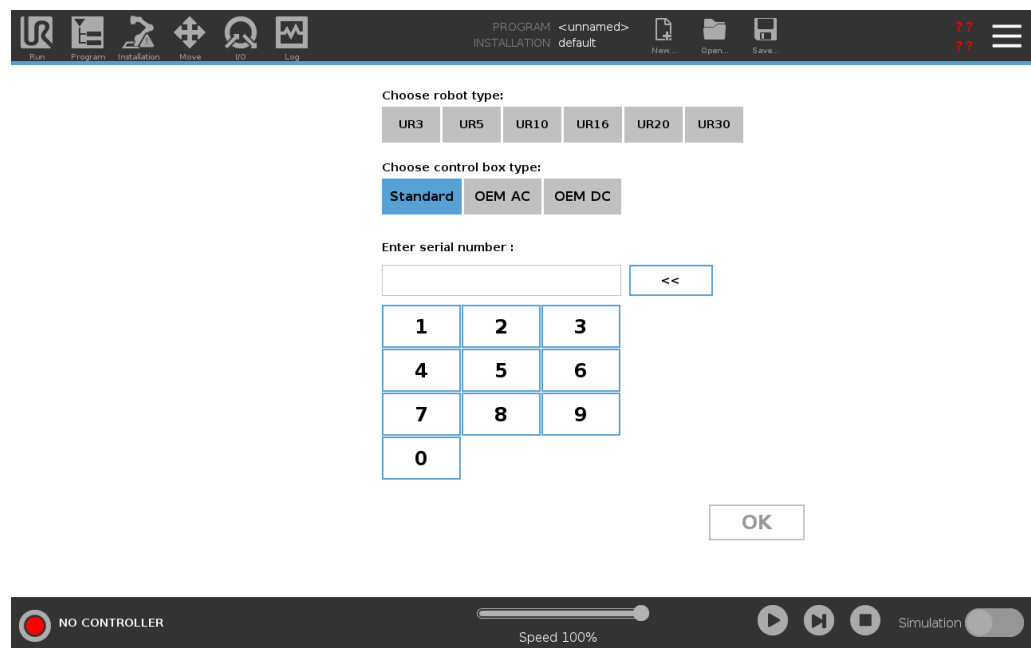 PROGRAM <unnamed>
INSTALLATION default
? ?
? ?
UR
Run Program Installation Move I/O Log New... Open... Save...
Choose robot type:
UR3 UR5 UR10 UR16 UR20 UR30
Choose control box type:
Standard OEM AC OEM DC
Enter serial number :
<<
1 2 3
4 5 6
7 8 9
0
OK
NO CONTROLLER
Speed 100%
Simulation